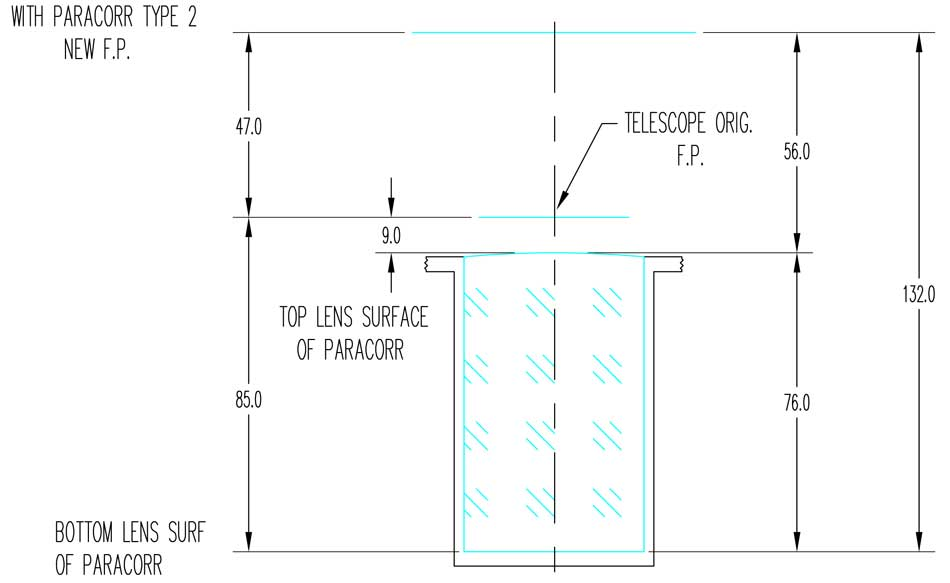 WITH PARACORR TYPE 2
NEW F.P.
47.0
TELESCOPE ORIG.
F.P.
56.0
9.0
132.0
TOP LENS SURFACE
OF PARACORR
85.0
76.0
BOTTOM LENS SURF
OF PARACORR